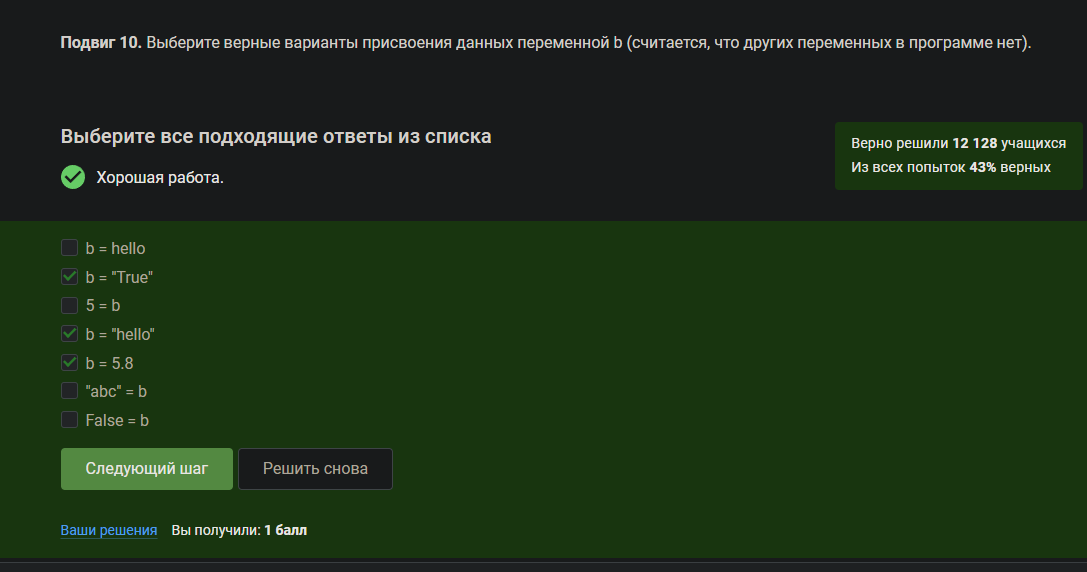 Подвиг 10. Выберите верные варианты присвоения данных переменной b (считается, что других переменных в программе нет).
Выберите все подходящие ответы из списка
Верно решили 12 128 учащихся
Из всех попыток 43% верных
Хорошая работа.
b = hello
b = "True"
5 = b
b = "hello"
b = 5.8
"abc" = b
False = b
Следующий шаг
Решить снова
Ваши решения Вы получили: 1 балл